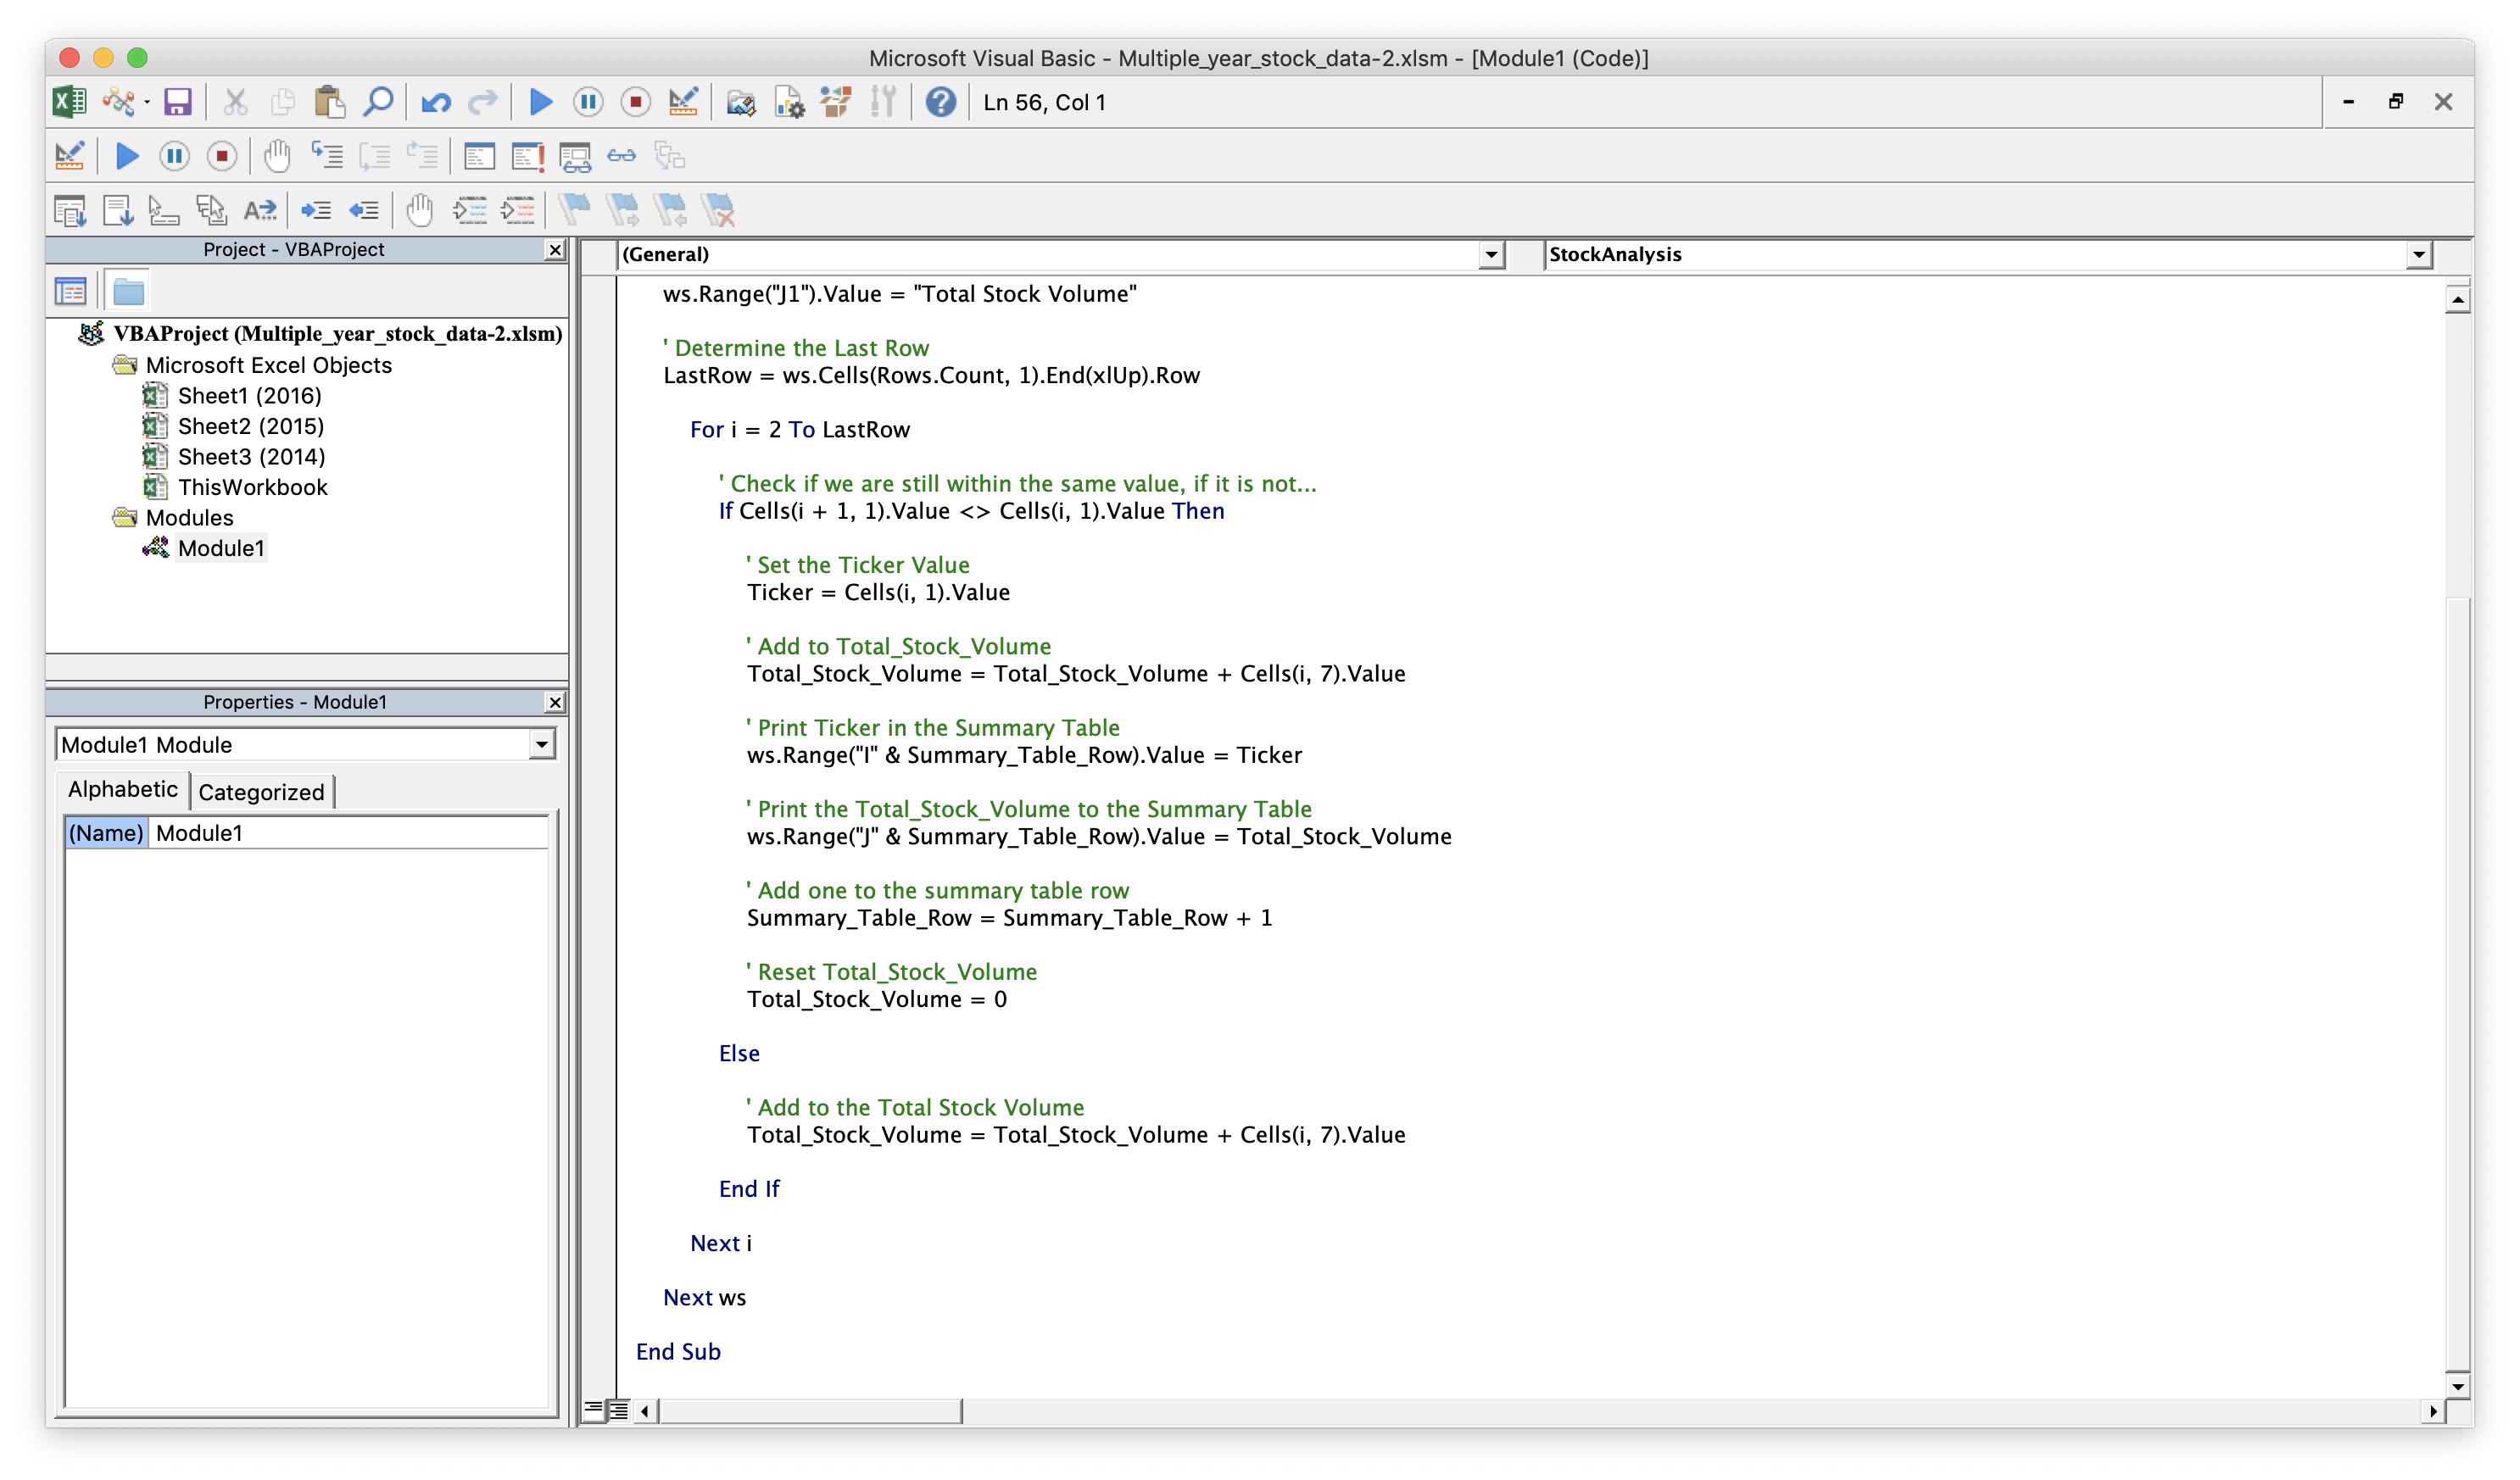 Microsoft Visual Basic - Multiple_year_stock_data-2.xlsm - [Module1 (Code)]
Ln 56, Col 1
Project - VBAProject
VBAProject (Multiple_year_stock_data-2.xlsm)
Microsoft Excel Objects
Sheet1 (2016)
Sheet2 (2015)
Sheet3 (2014)
ThisWorkbook
Modules
Module1
Properties - Module1
Module1 Module
Alphabetic
Categorized
(Name) Module1
(General)
StockAnalysis
ws.Range("J1").Value = "Total Stock Volume"
' Determine the Last Row
LastRow = ws.Cells(Rows.Count, 1).End(xlUp).Row
For i = 2 To LastRow
' Check if we are still within the same value, if it is not...
If Cells(i + 1, 1).Value <> Cells(i, 1).Value Then
' Set the Ticker Value
Ticker = Cells(i, 1).Value
' Add to Total_Stock_Volume
Total_Stock_Volume = Total_Stock_Volume + Cells(i, 7).Value
' Print Ticker in the Summary Table
ws.Range("I" & Summary_Table_Row).Value = Ticker
' Print the Total_Stock_Volume to the Summary Table
ws.Range("J" & Summary_Table_Row).Value = Total_Stock_Volume
' Add one to the summary table row
Summary_Table_Row = Summary_Table_Row + 1
' Reset Total_Stock_Volume
Total_Stock_Volume = 0
Else
' Add to the Total Stock Volume
Total_Stock_Volume = Total_Stock_Volume + Cells(i, 7).Value
End If
Next i
Next ws
End Sub